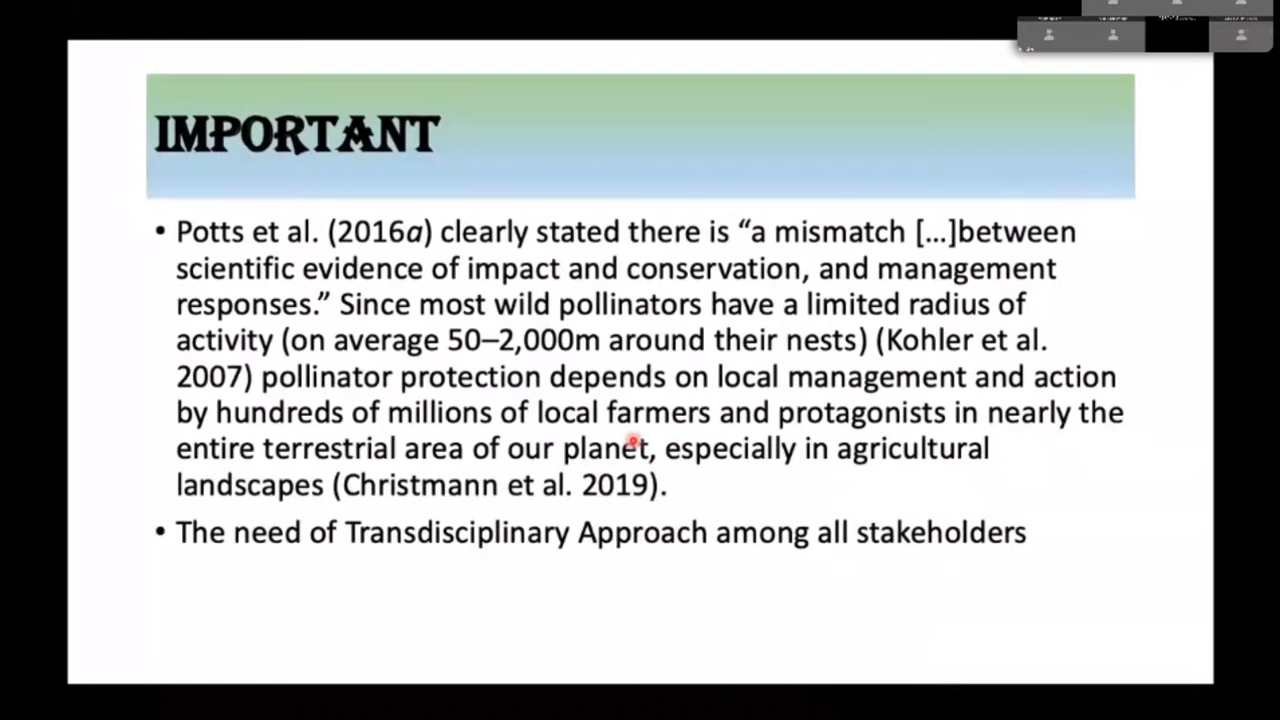 IMPORTANT
• Potts et al. (2016a) clearly stated there is “a mismatch [...]between
scientific evidence of impact and conservation, and management
responses.” Since most wild pollinators have a limited radius of
activity (on average 50–2,000m around their nests) (Kohler et al.
2007) pollinator protection depends on local management and action
by hundreds of millions of local farmers and protagonists in nearly the
entire terrestrial area of our planet, especially in agricultural
landscapes (Christmann et al. 2019).
• The need of Transdisciplinary Approach among all stakeholders